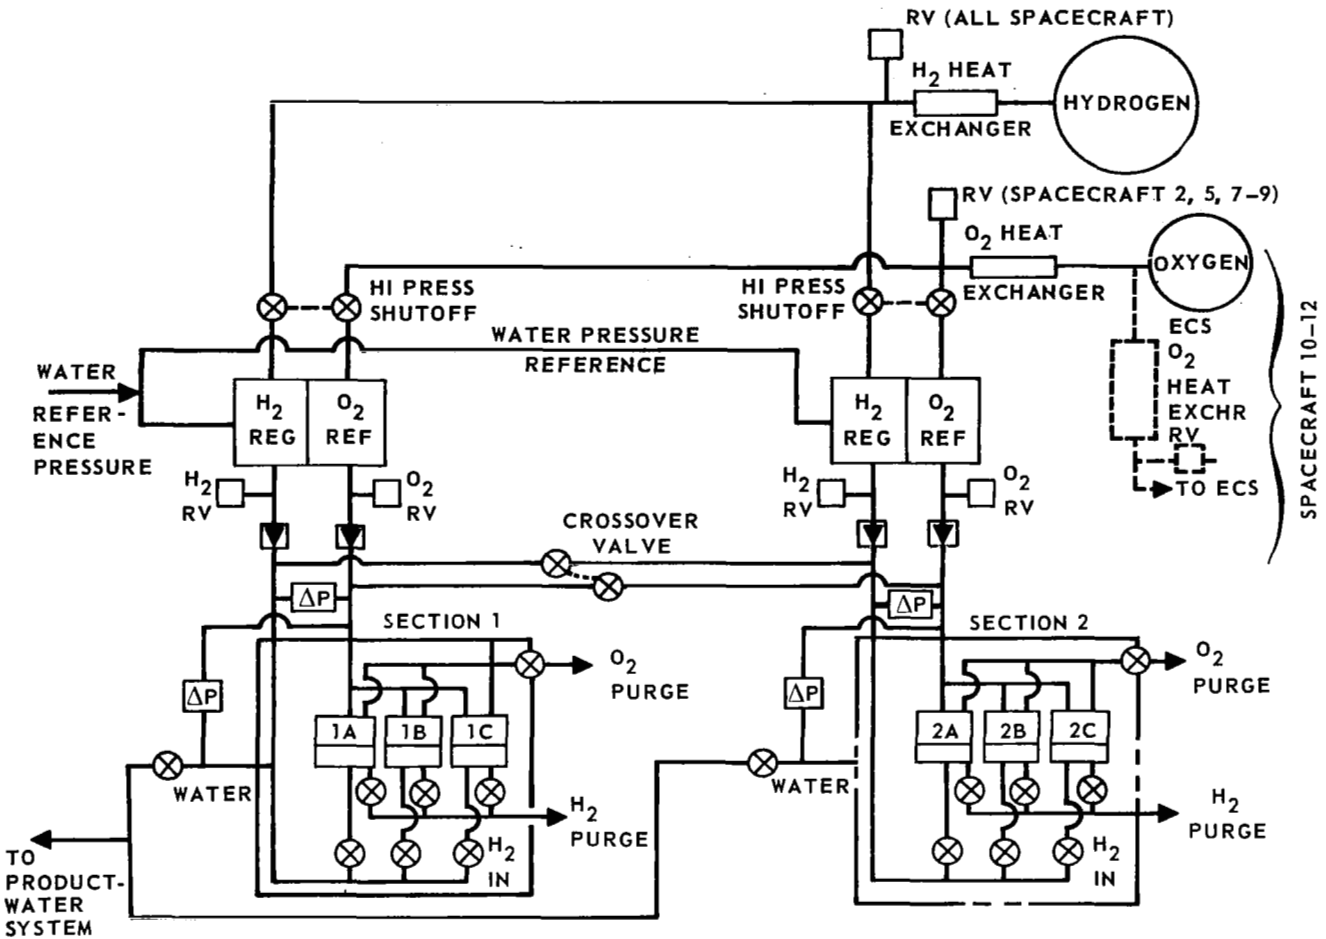 RV (ALL SPACECRAFT)
H2 HEAT
EXCHANGER
HYDROGEN
RV (SPACECRAFT 2, 5, 7-9)
O2 HEAT
EXCHANGER
OXYGEN
HI PRESS
SHUTOFF
HI PRESS
SHUTOFF
ECS
O2
HEAT
EXCHR
RV
TO ECS
SPACECRAFT 10-12
WATER PRESSURE
REFERENCE
WATER
REFER-
ENCE
PRESSURE
H2
REG
O2
REF
H2
REG
O2
REF
H2
RV
O2
RV
H2
RV
O2
RV
CROSSOVER
VALVE
ΔP
ΔP
SECTION 1
SECTION 2
O2
PURGE
O2
PURGE
ΔP
ΔP
1A
1B
1C
2A
2B
2C
WATER
WATER
H2
PURGE
H2
PURGE
H2
IN
H2
IN
TO
PRODUCT-
WATER
SYSTEM